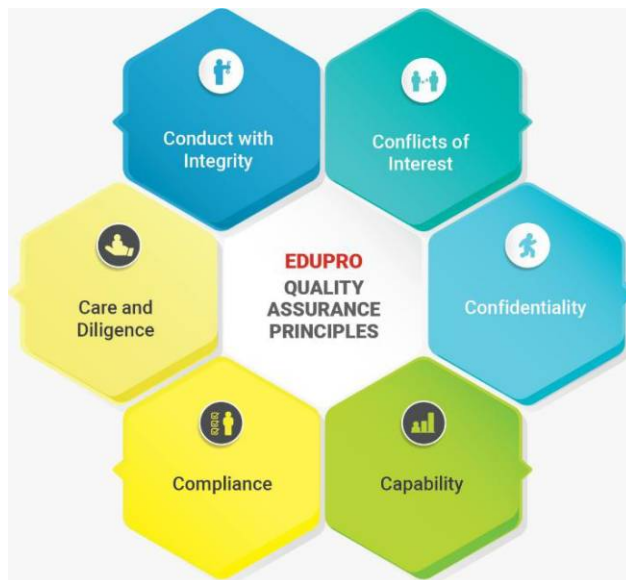 Conduct with
Integrity
Conflicts of
Interest
Care and
Diligence
EDUPRO
QUALITY
ASSURANCE
PRINCIPLES
Confidentiality
Compliance
Capability